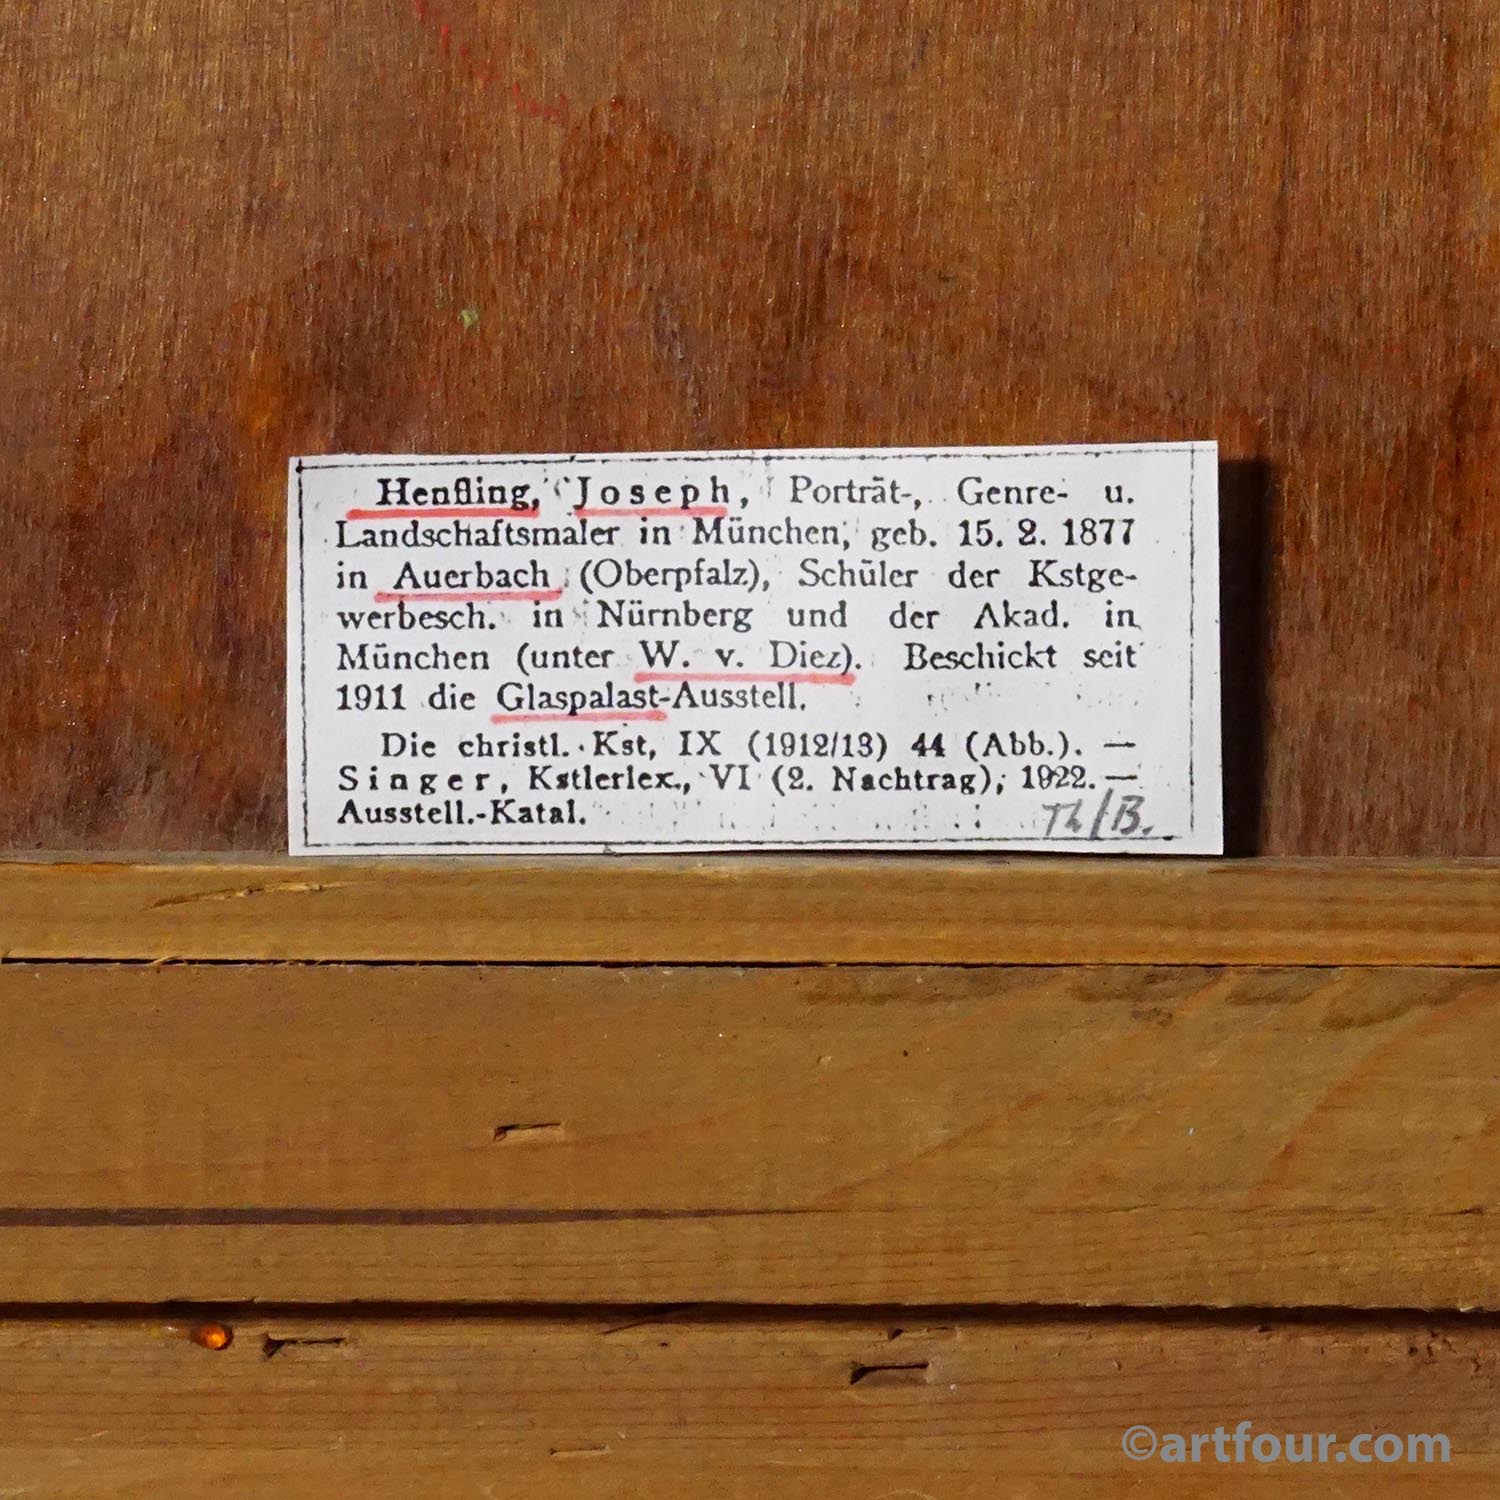 Henfling, Joseph, Porträt-, Genre- u.
Landschaftsmaler in München, geb. 15. 2. 1877
in Auerbach (Oberpfalz), Schüler der Kstge-
werbesch. in Nürnberg und der Akad. in
München (unter W. v. Diez). Beschickt seit
1911 die Glaspalast-Ausstell.
Die christl. Kst, IX (1912/13) 44 (Abb.). —
Singer, Kstlerlex., VI (2. Nachtrag), 1922. —
Ausstell.-Katal.
Th/B.
©artfour.com